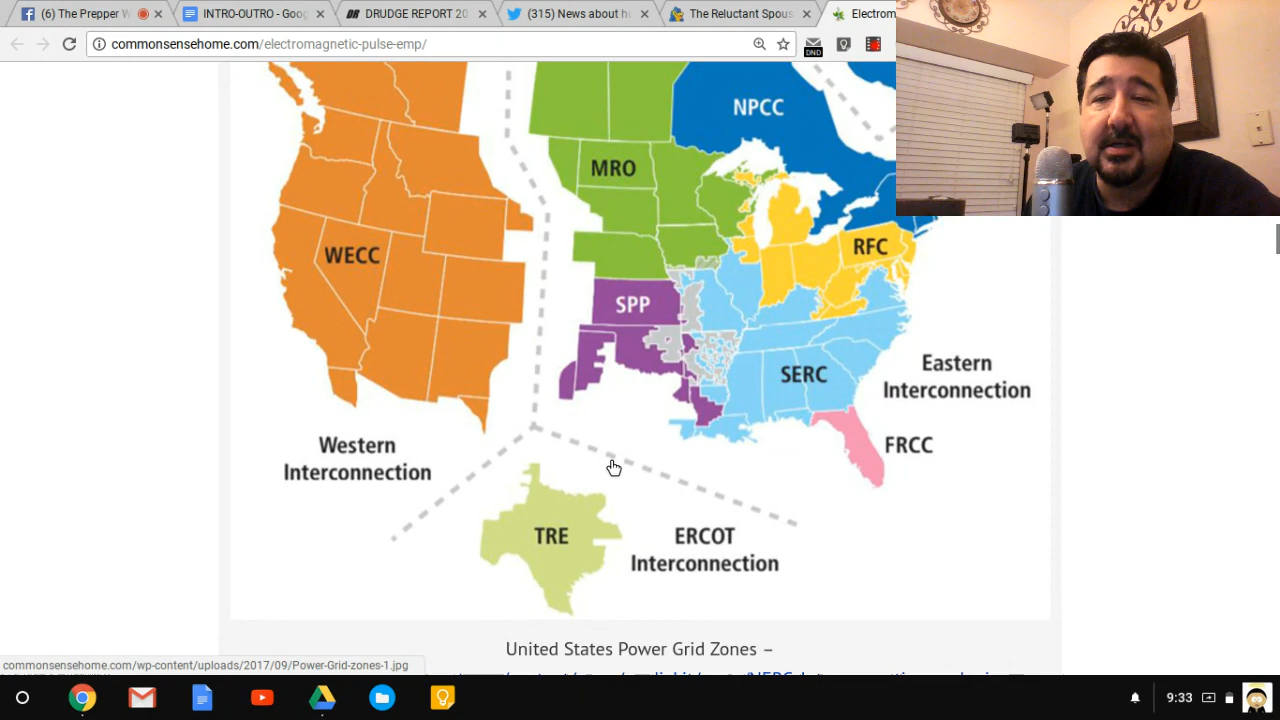 (6) The Prepper W
INTRO-OUTRO - Goog
DRUDGE REPORT 20
(315) News about h
The Reluctant Spous
Electrom
commonsensehome.com/electromagnetic-pulse-emp/
DND
NPCC
MRO
WECC
RFC
SPP
SERC
Eastern
Interconnection
FRCC
Western
Interconnection
TRE
ERCOT
Interconnection
United States Power Grid Zones –
commonsensehome.com/wp-content/uploads/2017/09/Power-Grid-zones-1.jpg
9:33